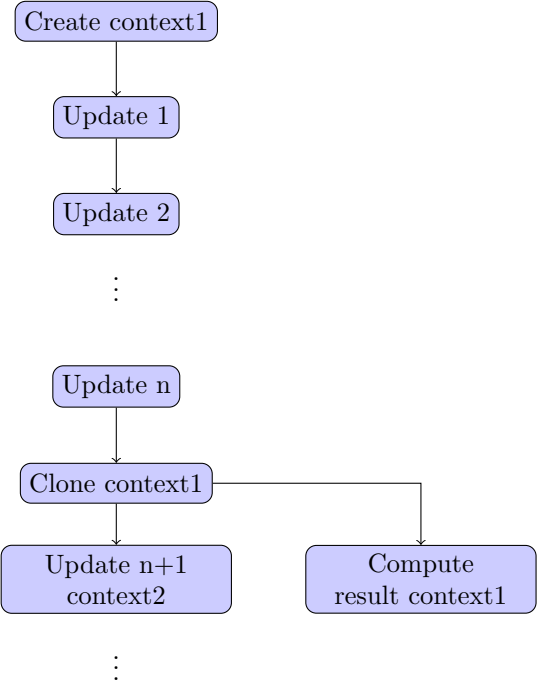 Create context1
Update 1
Update 2
⋮
Update n
Clone context1
Update n+1
context2
Compute
result context1
⋮